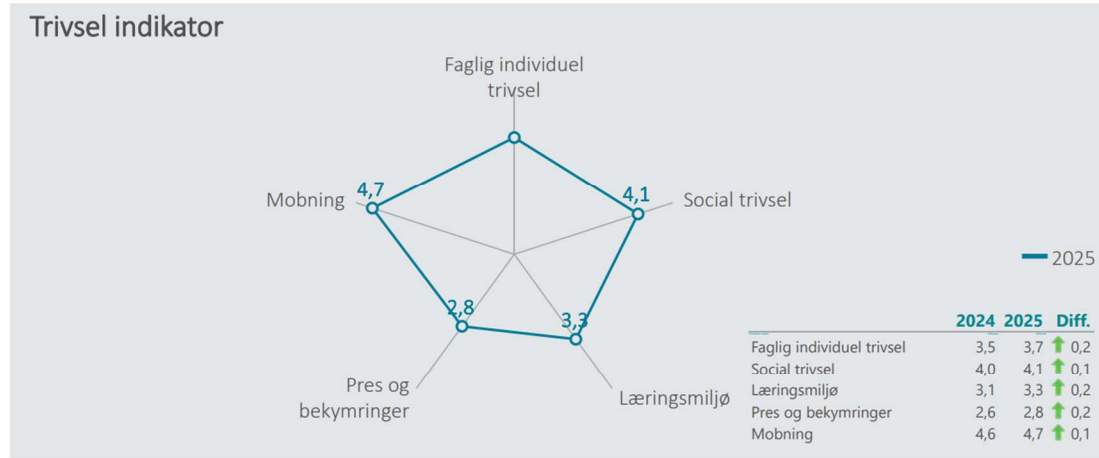 Trivsel indikator
Faglig individuel
trivsel
4,7
4,1
Mobning
Social trivsel
2025
2,8
3,3
Pres og
bekymringer
Læringsmiljø
2024 2025 Diff.
Faglig individuel trivsel 3,5 3,7 0,2
Social trivsel 4,0 4,1 0,1
Læringsmiljø 3,1 3,3 0,2
Pres og bekymringer 2,6 2,8 0,2
Mobning 4,6 4,7 0,1